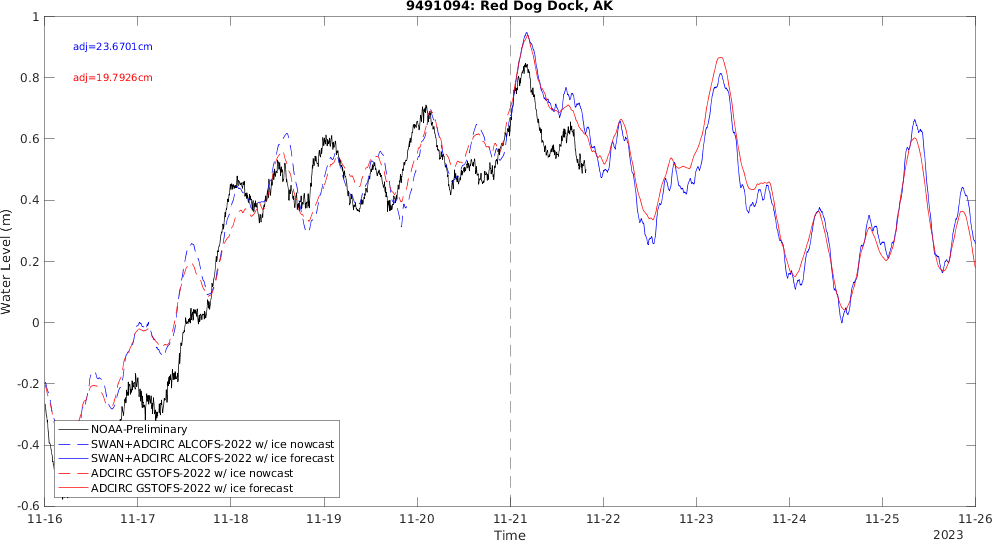 9491094: Red Dog Dock, AK
adj=23.6701cm
adj=19.7926cm
Water Level (m)
1
0.8
0.6
0.4
0.2
0
-0.2
-0.4
-0.6
NOAA-Preliminary
SWAN+ADCIRC ALCOFS-2022 w/ ice nowcast
SWAN+ADCIRC ALCOFS-2022 w/ ice forecast
ADCIRC GSTOFS-2022 w/ ice nowcast
ADCIRC GSTOFS-2022 w/ ice forecast
11-16 11-17 11-18 11-19 11-20 11-21 11-22 11-23 11-24 11-25 11-26
Time
2023